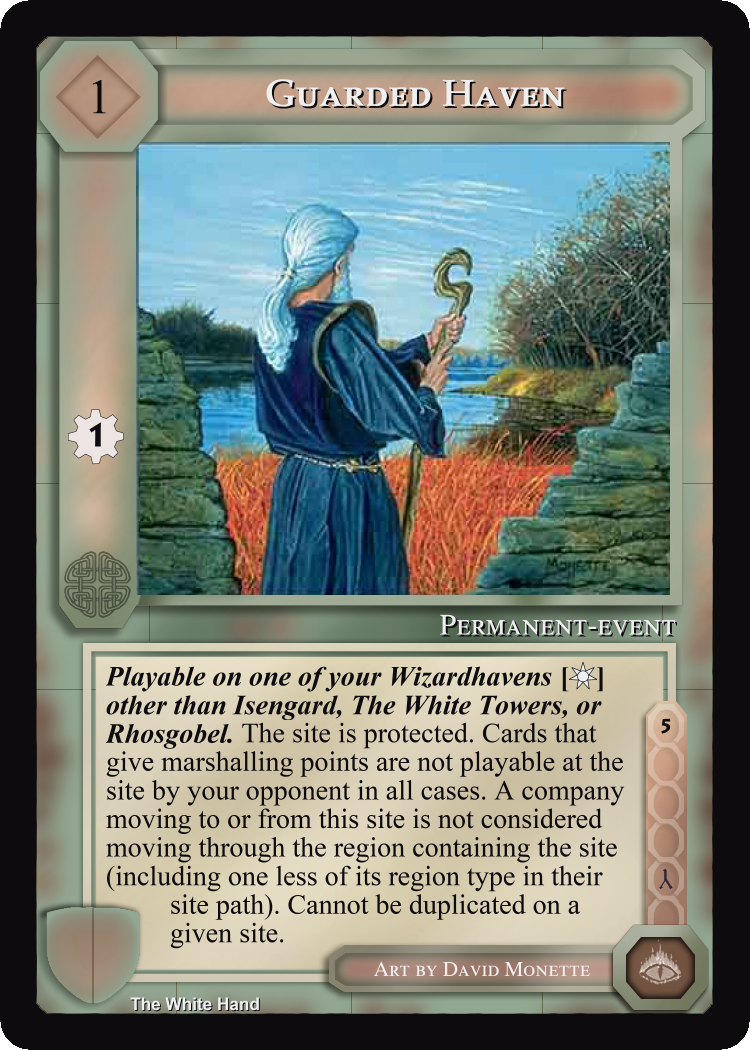 1
Guarded Haven
1
Monette
Permanent-event
Playable on one of your Wizardhavens [] other than Isengard, The White Towers, or
Rhosgobel. The site is protected. Cards that
give marshalling points are not playable at the
site by your opponent in all cases. A company
moving to or from this site is not considered
moving through the region containing the site
(including one less of its region type in their
site path). Cannot be duplicated on a
given site.
5
Art by David Monette
The White Hand